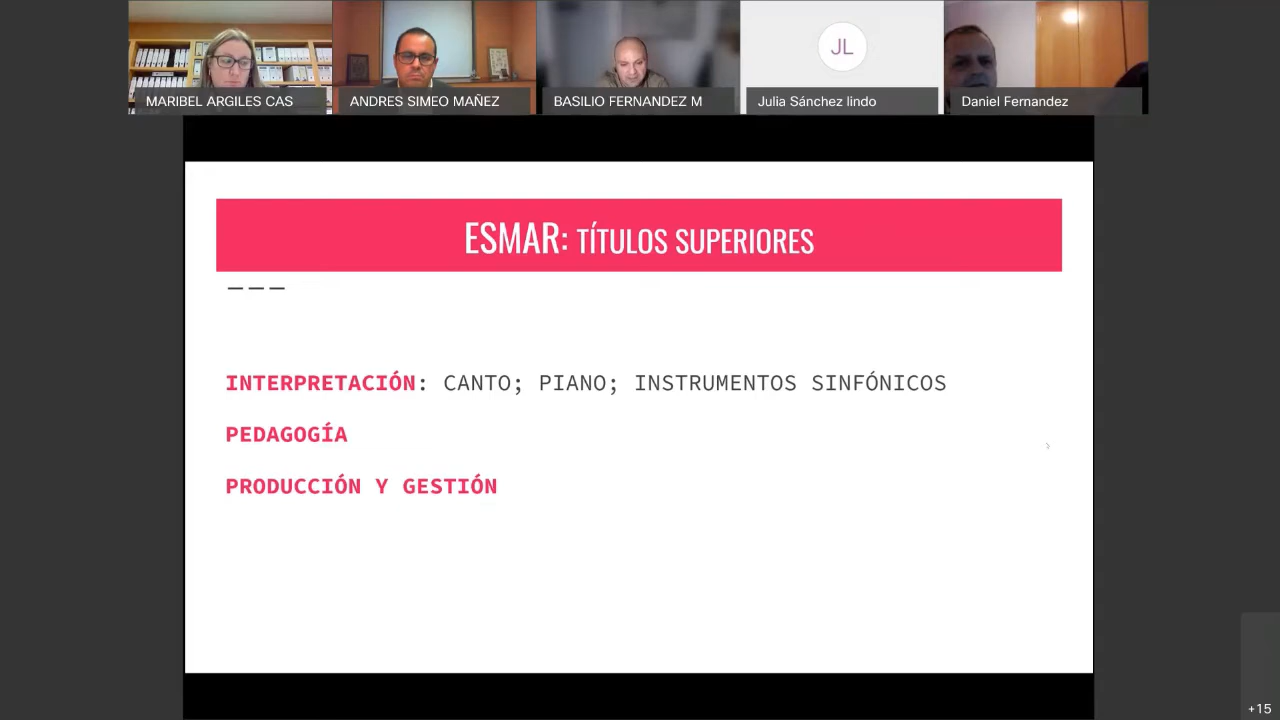 MARIBEL ARGILES CAS
ANDRES SIMEO MAÑEZ
BASILIO FERNANDEZ M
JL
Julia Sánchez lindo
Daniel Fernandez
ESMAR: TÍTULOS SUPERIORES
INTERPRETACIÓN: CANTO; PIANO; INSTRUMENTOS SINFÓNICOS
PEDAGOGÍA
PRODUCCIÓN Y GESTIÓN
+15